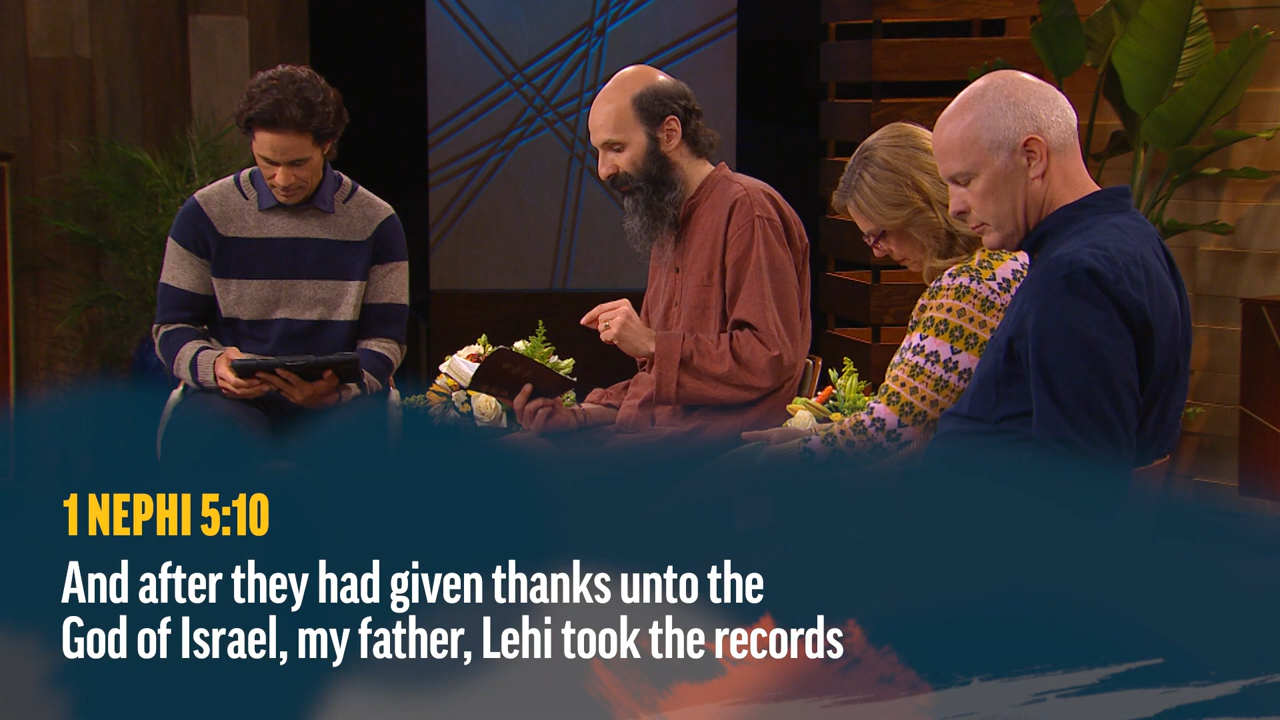 1 NEPHI 5:10
And after they had given thanks unto the
God of Israel, my father, Lehi took the records